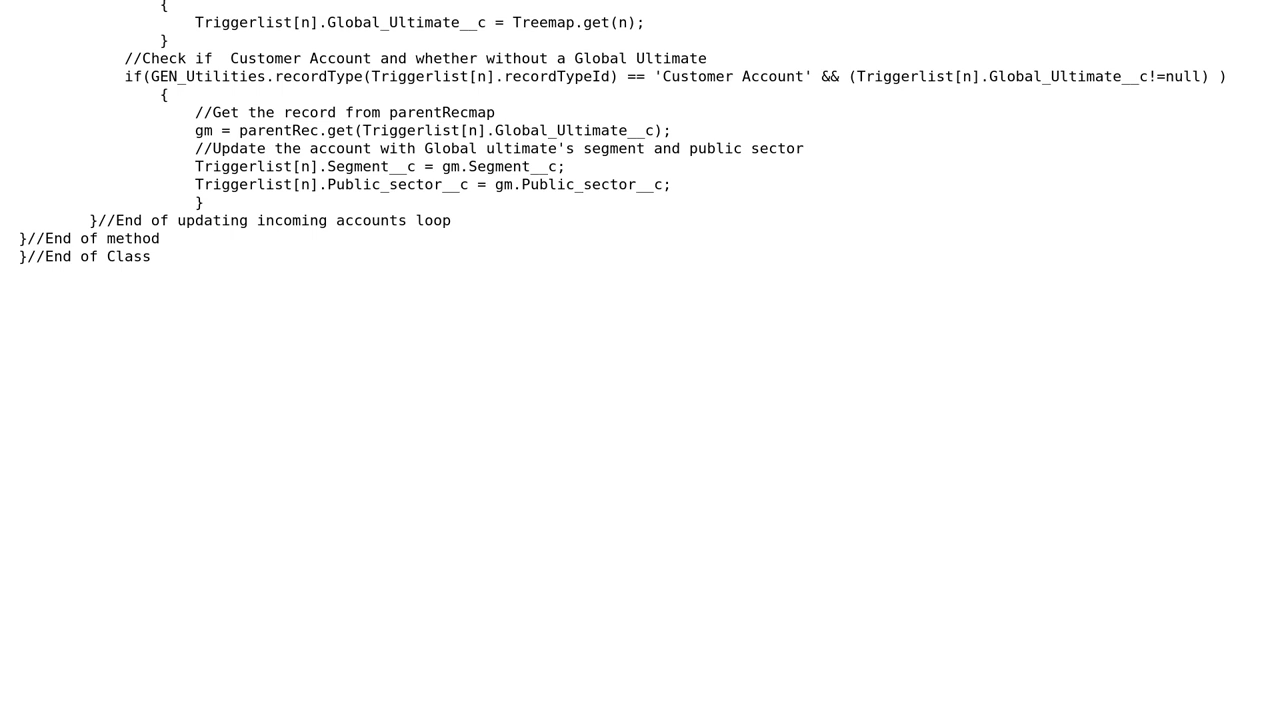 {
Triggerlist[n].Global_Ultimate__c = Treemap.get(n);
}
//Check if  Customer Account and whether without a Global Ultimate
if(GEN_Utilities.recordType(Triggerlist[n].recordTypeId) == 'Customer Account' && (Triggerlist[n].Global_Ultimate__c!=null) )
{
//Get the record from parentRecmap
gm = parentRec.get(Triggerlist[n].Global_Ultimate__c);
//Update the account with Global ultimate's segment and public sector
Triggerlist[n].Segment__c = gm.Segment__c;
Triggerlist[n].Public_sector__c = gm.Public_sector__c;
}
}//End of updating incoming accounts loop
}//End of method
}//End of Class